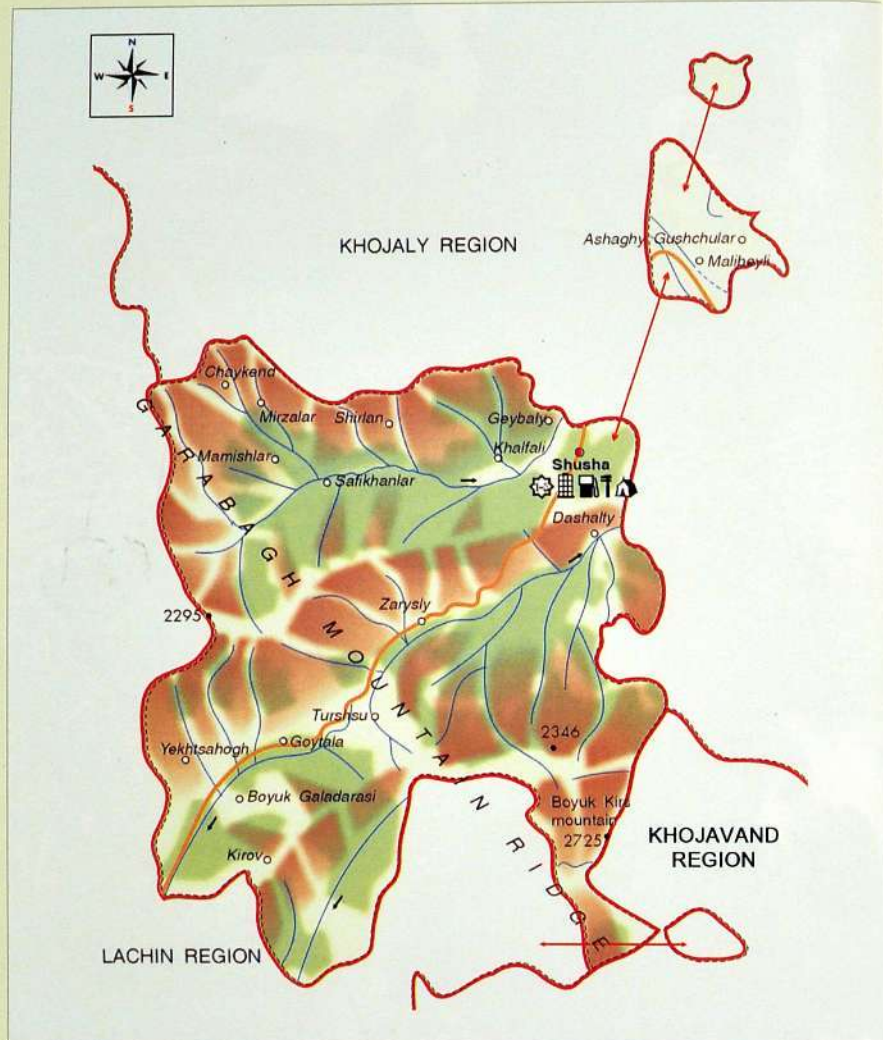 N
W E
S
KHOJALY REGION
Ashaghy Gushchular
Malibeyli
Chaykend
Mirzalar
Shirlan
Geybaly
Khalfali
Mamishlar
Safikhanlar
Shusha
Dashalty
GARABAGH MOUNTAIN RIDGE
Zarysly
2295
Turshsu
2346
Yekhtsahogh
Goytala
Boyuk Galadarasi
Boyuk Kirs
mountain
2725
KHOJAVAND
REGION
Kirov
LACHIN REGION